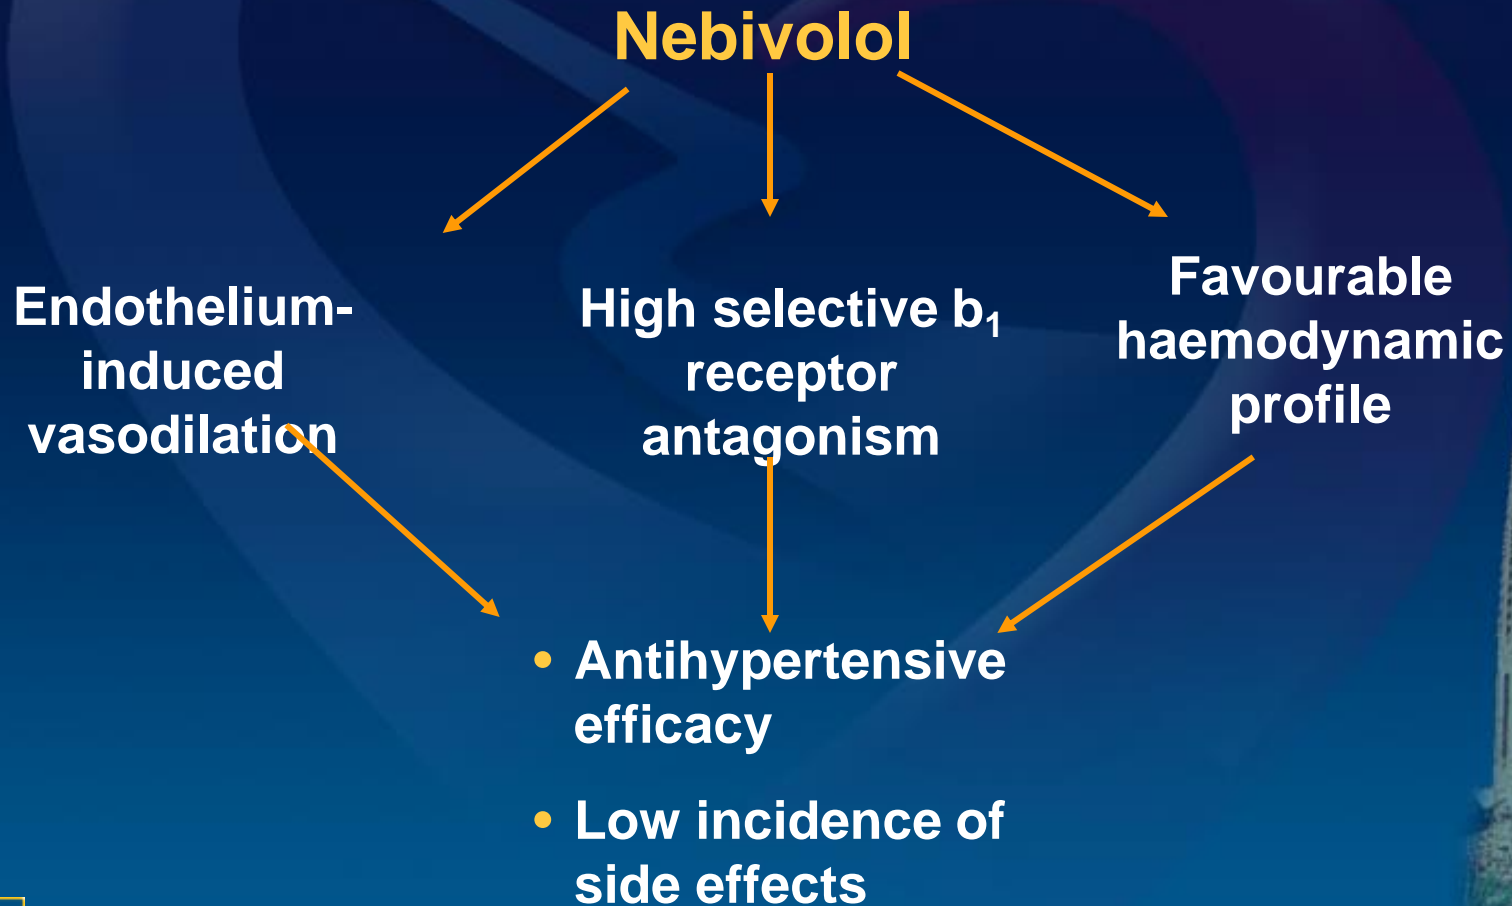 Nebivolol
Endothelium-
induced
vasodilation
High selective b₁
receptor
antagonism
Favourable
haemodynamic
profile
• Antihypertensive
efficacy
• Low incidence of
side effects